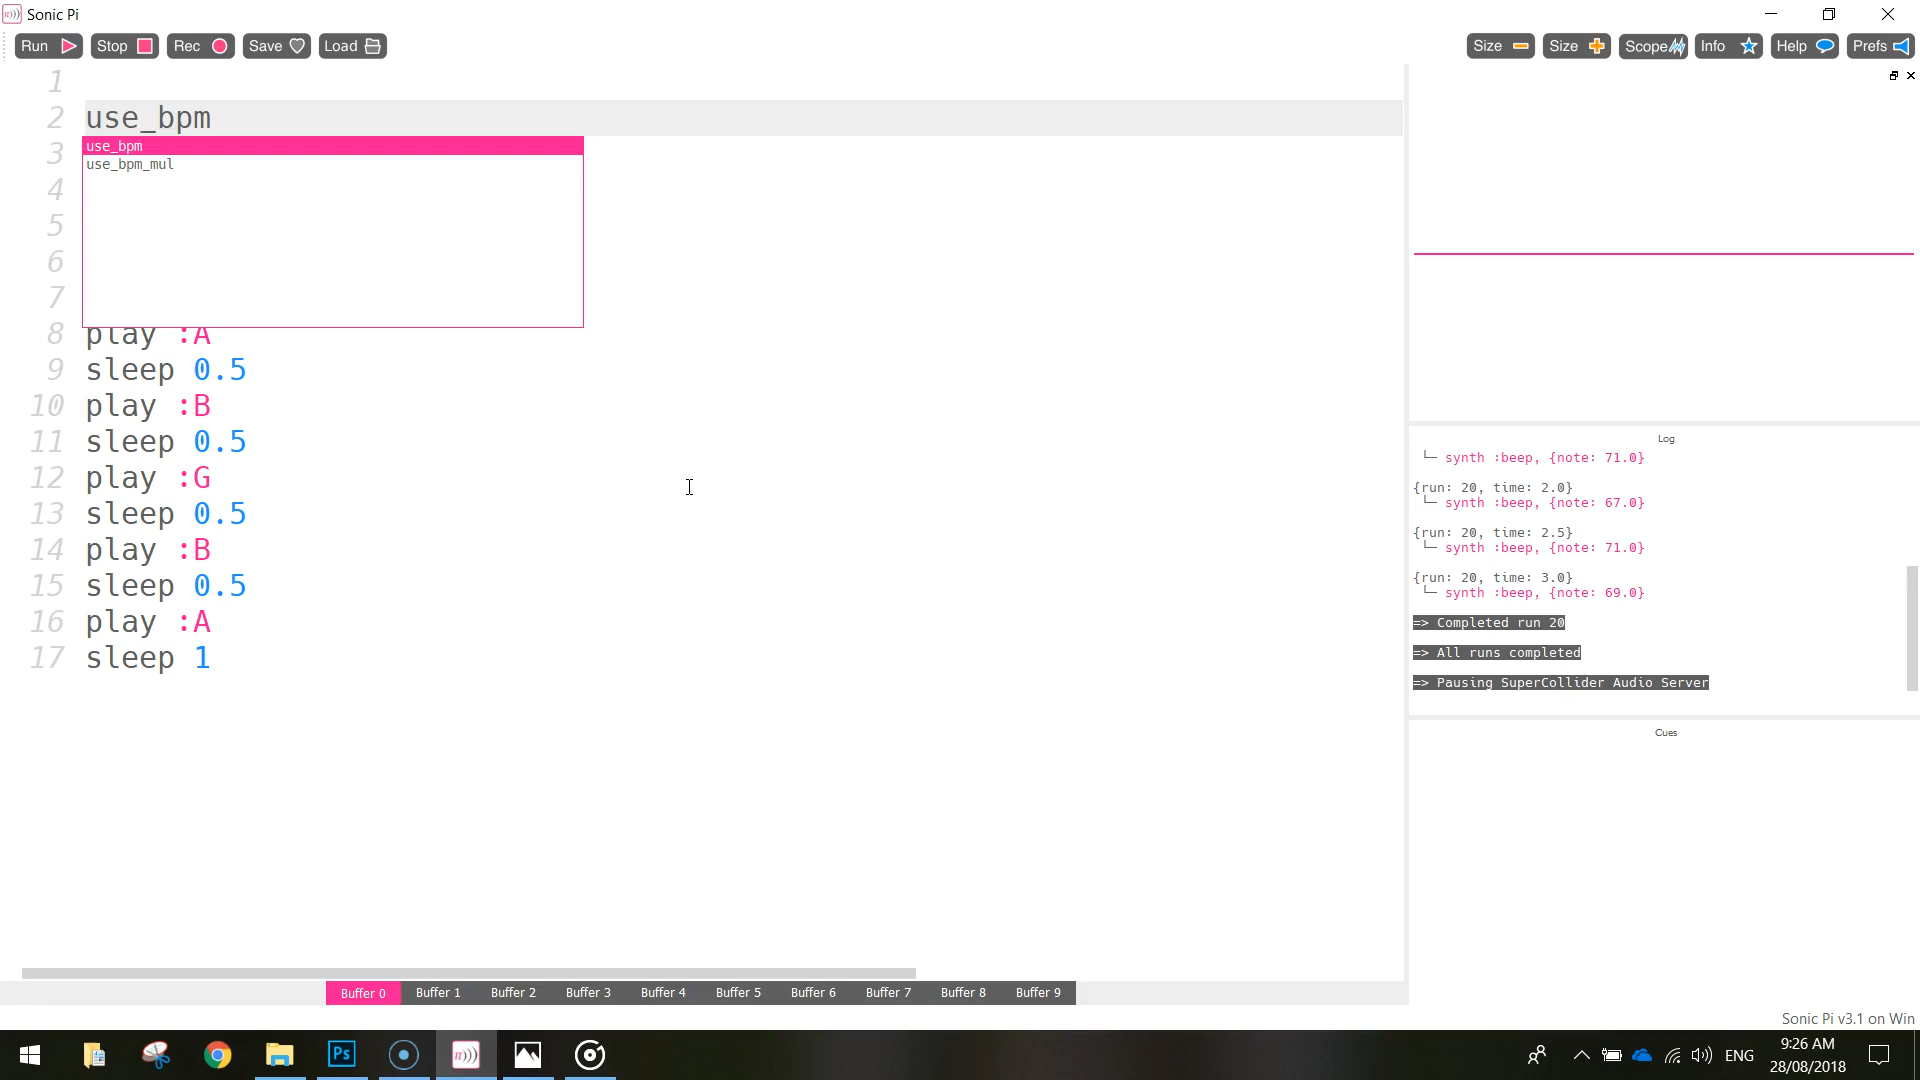 Sonic Pi
Run Stop Rec Save Load Size Size Scope Info Help Prefs
1
2 use_bpm
use_bpm
use_bpm_mul
3
4
5
6
7
8 play :A
9 sleep 0.5
10 play :B
11 sleep 0.5
12 play :G
13 sleep 0.5
14 play :B
15 sleep 0.5
16 play :A
17 sleep 1
Log
└─ synth :beep, {note: 71.0}
{run: 20, time: 2.0}
└─ synth :beep, {note: 67.0}
{run: 20, time: 2.5}
└─ synth :beep, {note: 71.0}
{run: 20, time: 3.0}
└─ synth :beep, {note: 69.0}
=> Completed run 20
=> All runs completed
=> Pausing SuperCollider Audio Server
Cues
Buffer 0 Buffer 1 Buffer 2 Buffer 3 Buffer 4 Buffer 5 Buffer 6 Buffer 7 Buffer 8 Buffer 9
Sonic Pi v3.1 on Win
Ps
ENG
9:26 AM
28/08/2018